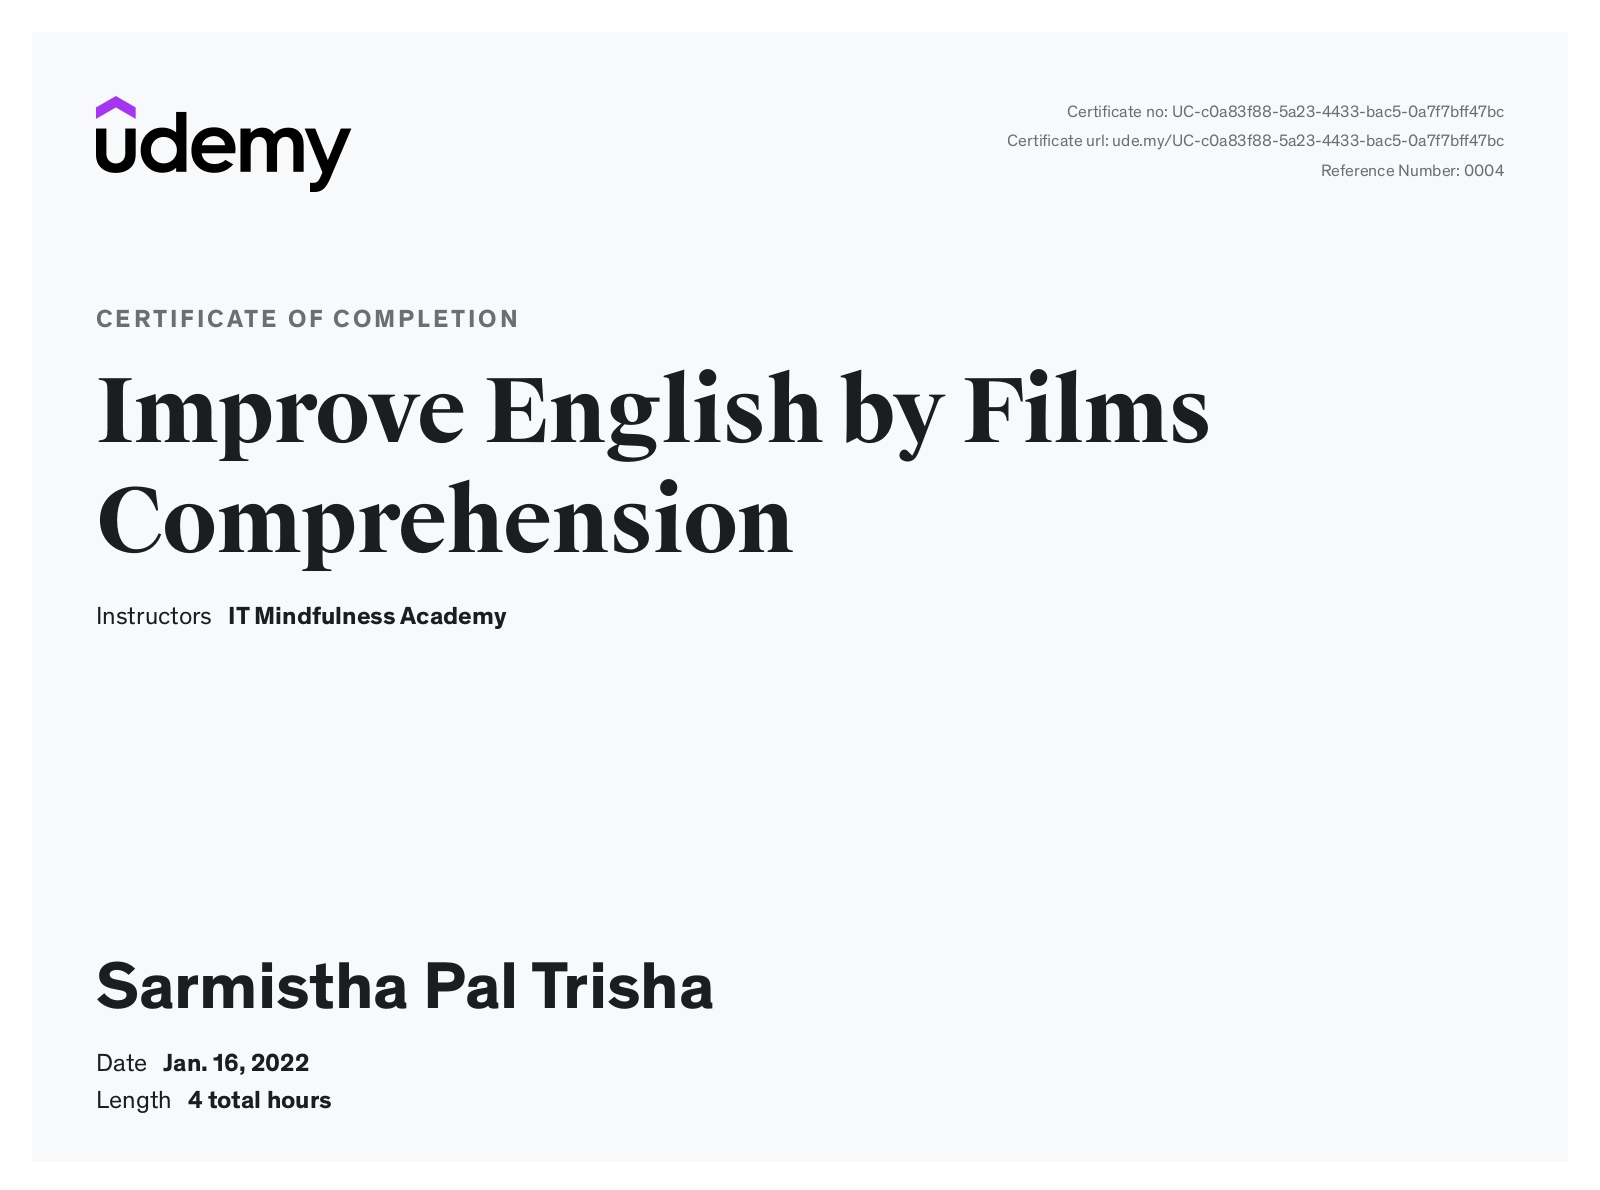 udemy
Certificate no: UC-c0a83f88-5a23-4433-bac5-0a7f7bff47bc
Certificate url: ude.my/UC-c0a83f88-5a23-4433-bac5-0a7f7bff47bc
Reference Number: 0004
CERTIFICATE OF COMPLETION
Improve English by Films
Comprehension
Instructors IT Mindfulness Academy
Sarmistha Pal Trisha
Date Jan. 16, 2022
Length 4 total hours